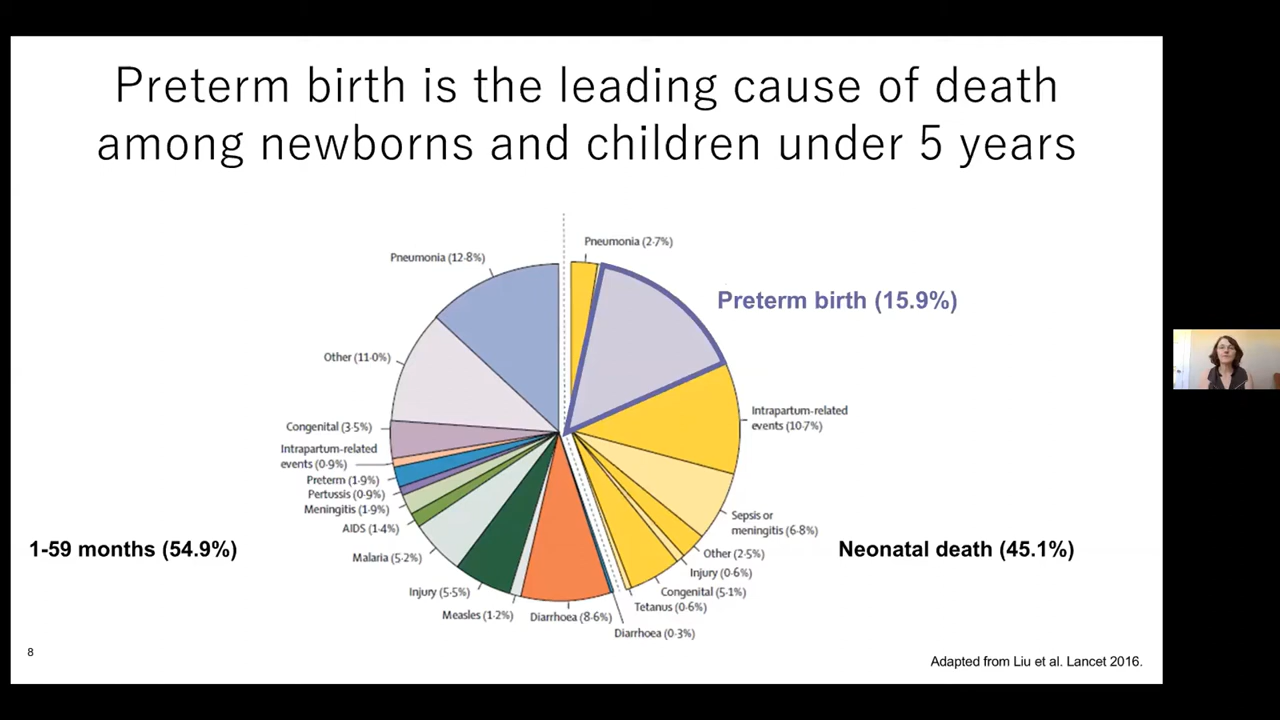 Preterm birth is the leading cause of death
among newborns and children under 5 years
Pneumonia (2·7%)
Pneumonia (12·8%)
Preterm birth (15.9%)
Other (11·0%)
Intrapartum-related
events (10·7%)
Congenital (3·5%)
Intrapartum-related
events (0·9%)
Preterm (1·9%)
Pertussis (0·9%)
Meningitis (1·9%)
AIDS (1·4%)
Malaria (5·2%)
Injury (5·5%)
Measles (1·2%)
Diarrhoea (8·6%)
Sepsis or
meningitis (6·8%)
Other (2·5%)
Injury (0·6%)
Congenital (5·1%)
Tetanus (0·6%)
Diarrhoea (0·3%)
1-59 months (54.9%)
Neonatal death (45.1%)
8
Adapted from Liu et al. Lancet 2016.